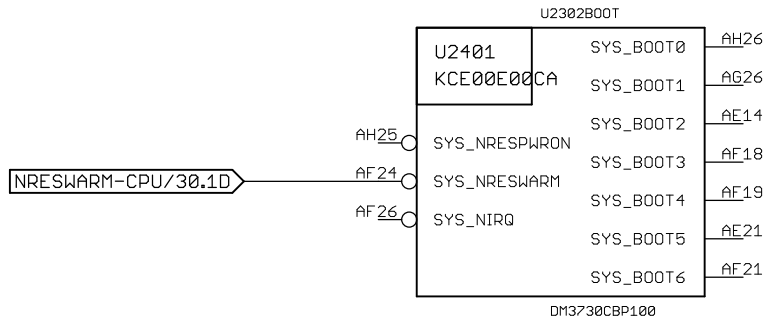 U2302BOOT
U2401
KCE00E00CA
SYS_BOOT0 AH26
SYS_BOOT1 AG26
SYS_BOOT2 AE14
AH25 SYS_NRESPWRON
SYS_BOOT3 AF18
NRESWARM-CPU/30.1D AF24 SYS_NRESWARM
SYS_BOOT4 AF19
AF26 SYS_NIRQ
SYS_BOOT5 AE21
SYS_BOOT6 AF21
DM3730CBP100